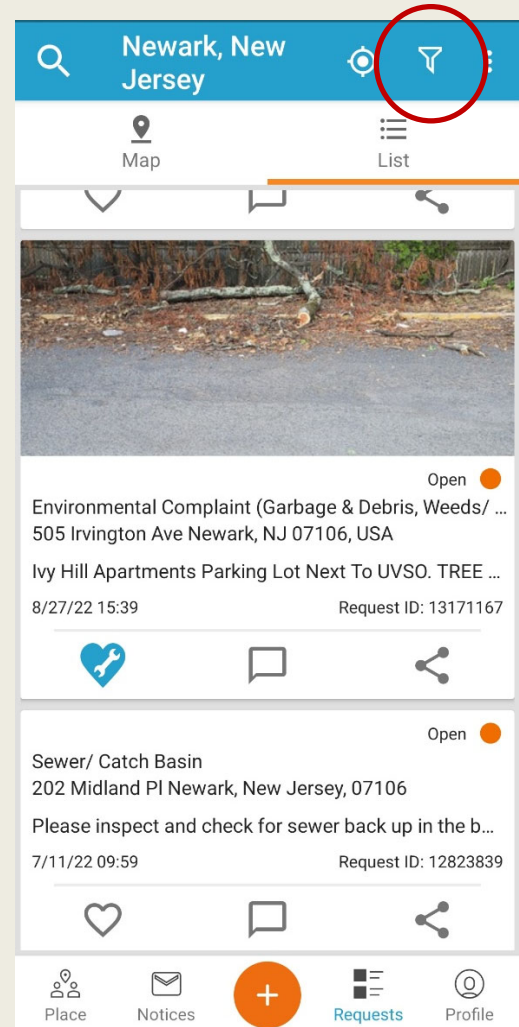 Newark, New
Jersey
Map
List
Open
Environmental Complaint (Garbage & Debris, Weeds/ ...
505 Irvington Ave Newark, NJ 07106, USA
Ivy Hill Apartments Parking Lot Next To UVSO. TREE ...
8/27/22 15:39 Request ID: 13171167
Open
Sewer/ Catch Basin
202 Midland Pl Newark, New Jersey, 07106
Please inspect and check for sewer back up in the b...
7/11/22 09:59 Request ID: 12823839
Place Notices Requests Profile